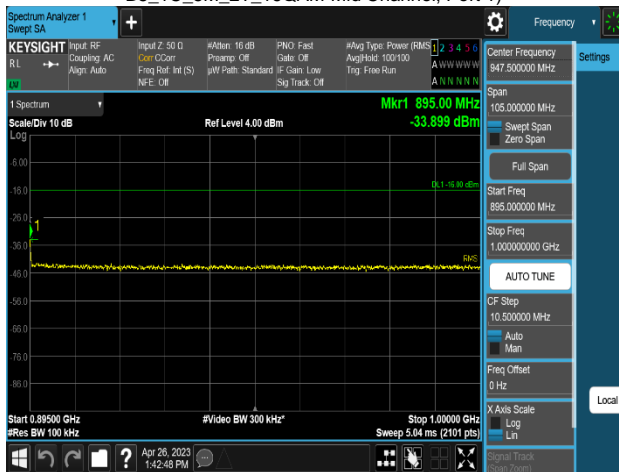 Spectrum Analyzer 1
Swept SA
+
Frequency
KEYSIGHT
RL
Input: RF
Coupling: AC
Align: Auto
Input Z: 50 Ω
Corr CCorr
Freq Ref: Int (S)
NFE: Off
#Atten: 16 dB
Preamp: Off
µW Path: Standard
PNO: Fast
Gate: Off
IF Gain: Low
Sig Track: Off
#Avg Type: Power (RMS
Avg|Hold: 100/100
Trig: Free Run
1 2 3 4 5 6
A W W W W W
A N N N N N
Center Frequency
947.500000 MHz
Settings
Span
105.000000 MHz
Swept Span
Zero Span
Full Span
Start Freq
895.000000 MHz
Stop Freq
1.000000000 GHz
AUTO TUNE
CF Step
10.500000 MHz
Auto
Man
Freq Offset
0 Hz
X Axis Scale
Log
Lin
Signal Track
(Span Zoom)
Local
1 Spectrum
Scale/Div 10 dB
Log
Ref Level 4.00 dBm
Mkr1 895.00 MHz
-33.899 dBm
-6.00
-16.0
DL1 -16.00 dBm
-26.0
1
-36.0
RMS
-46.0
-56.0
-66.0
-76.0
-86.0
Start 0.89500 GHz
#Res BW 100 kHz
#Video BW 300 kHz*
Stop 1.00000 GHz
Sweep 5.04 ms (2101 pts)
?
Apr 26, 2023
1:42:48 PM